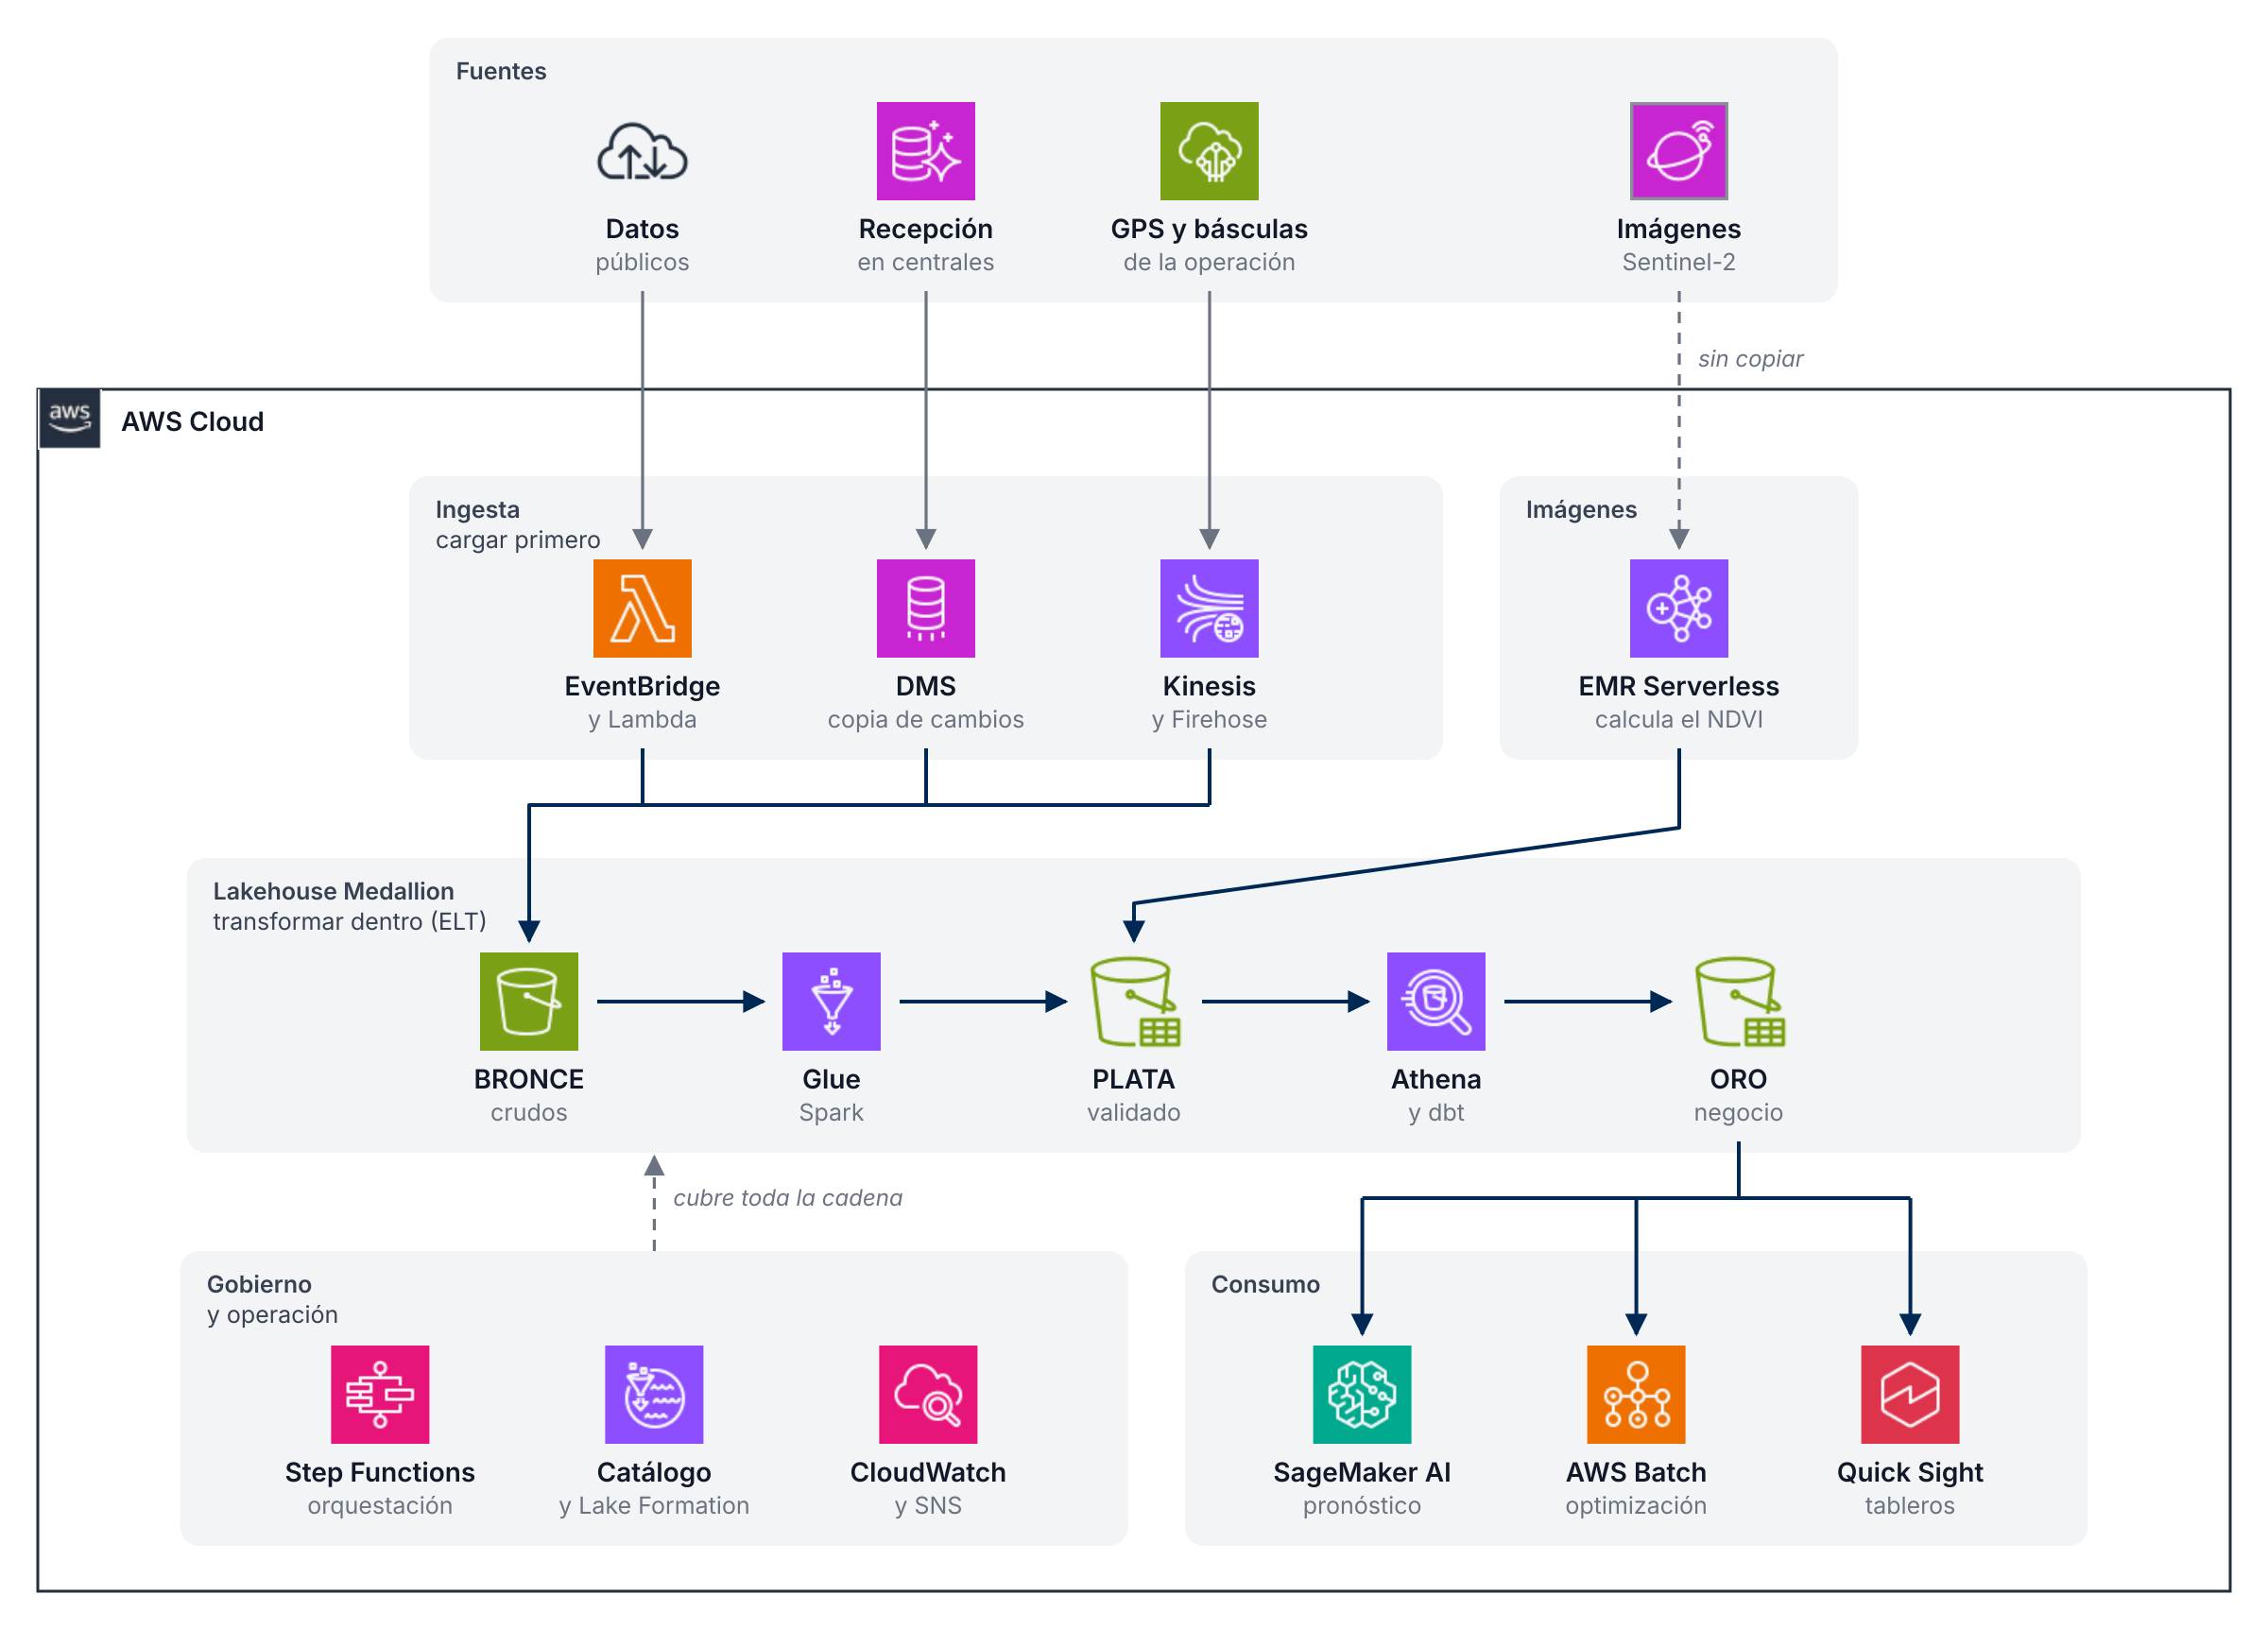 Fuentes
Datos
públicos
Recepción
en centrales
GPS y básculas
de la operación
Imágenes
Sentinel-2
sin copiar
aws
AWS Cloud
Ingesta
cargar primero
Imágenes
EventBridge
y Lambda
DMS
copia de cambios
Kinesis
y Firehose
EMR Serverless
calcula el NDVI
Lakehouse Medallion
transformar dentro (ELT)
BRONCE
crudos
Glue
Spark
PLATA
validado
Athena
y dbt
ORO
negocio
cubre toda la cadena
Gobierno
y operación
Step Functions
orquestación
Catálogo
y Lake Formation
CloudWatch
y SNS
Consumo
SageMaker AI
pronóstico
AWS Batch
optimización
Quick Sight
tableros